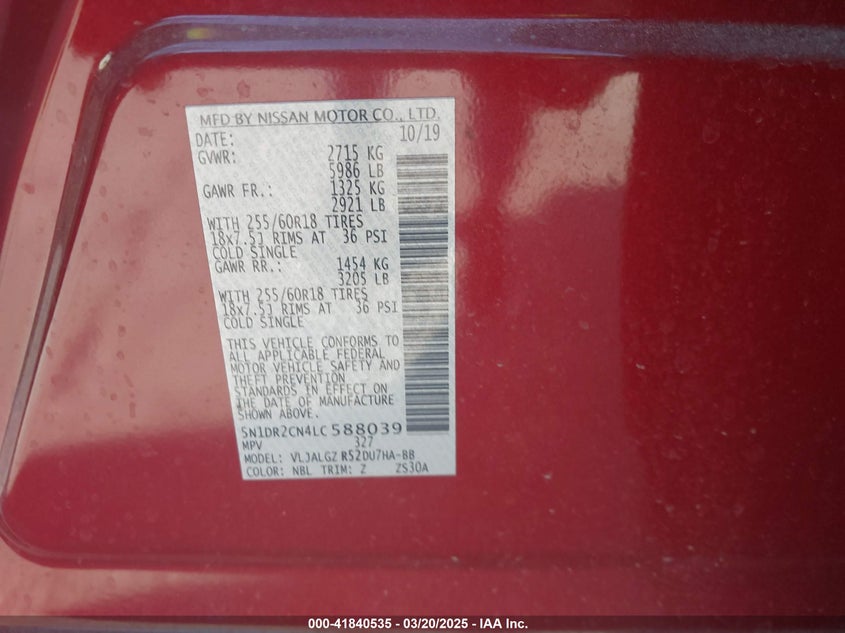 MFD BY NISSAN MOTOR CO., LTD.
DATE: 10/19
GVWR: 2715 KG
5986 LB
GAWR FR.: 1325 KG
2921 LB
WITH 255/60R18 TIRES
18x7.5J RIMS AT 36 PSI
COLD SINGLE
GAWR RR.: 1454 KG
3205 LB
WITH 255/60R18 TIRES
18x7.5J RIMS AT 36 PSI
COLD SINGLE
THIS VEHICLE CONFORMS TO
ALL APPLICABLE FEDERAL
MOTOR VEHICLE SAFETY AND
THEFT PREVENTION
STANDARDS IN EFFECT ON
THE DATE OF MANUFACTURE
SHOWN ABOVE.
5N1DR2CN4LC588039
MPV 327
MODEL: VLJALGZ R52DU7HA-BB
COLOR: NBL TRIM: Z ZS30A
000-41840535 - 03/20/2025 - IAA Inc.